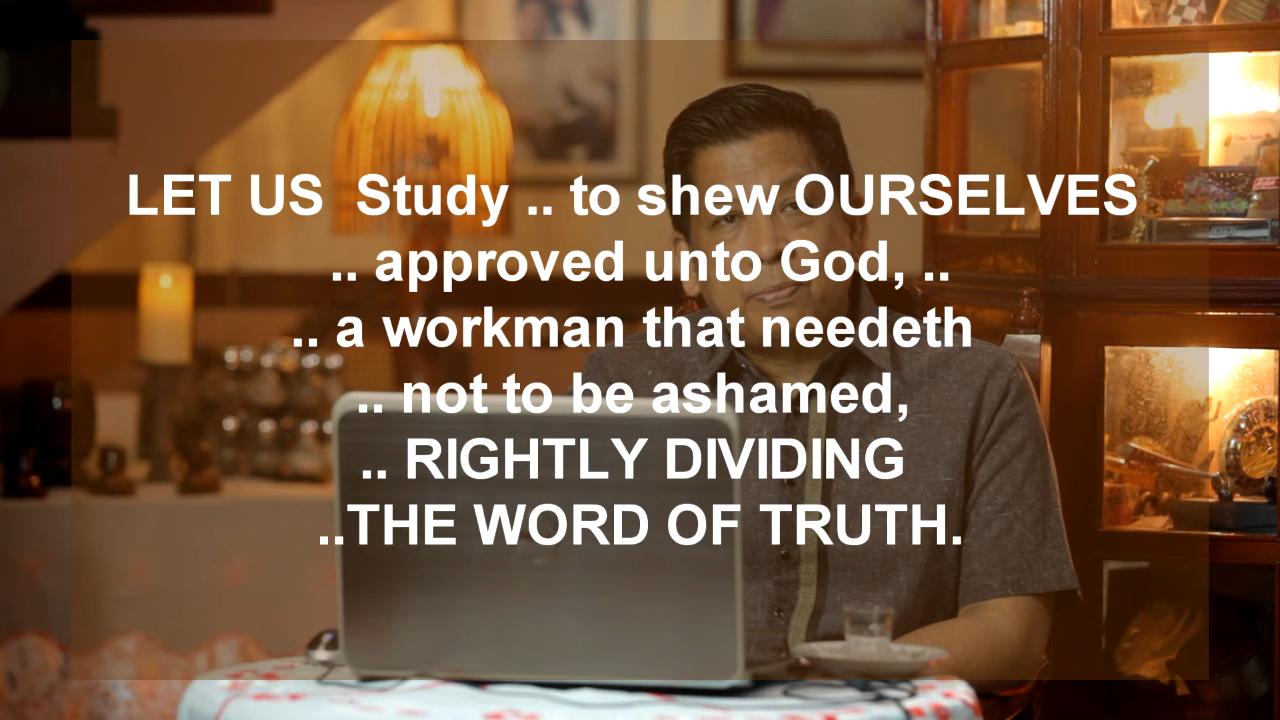 LET US  Study .. to shew OURSELVES
.. approved unto God, ..
.. a workman that needeth
.. not to be ashamed,
.. RIGHTLY DIVIDING
..THE WORD OF TRUTH.